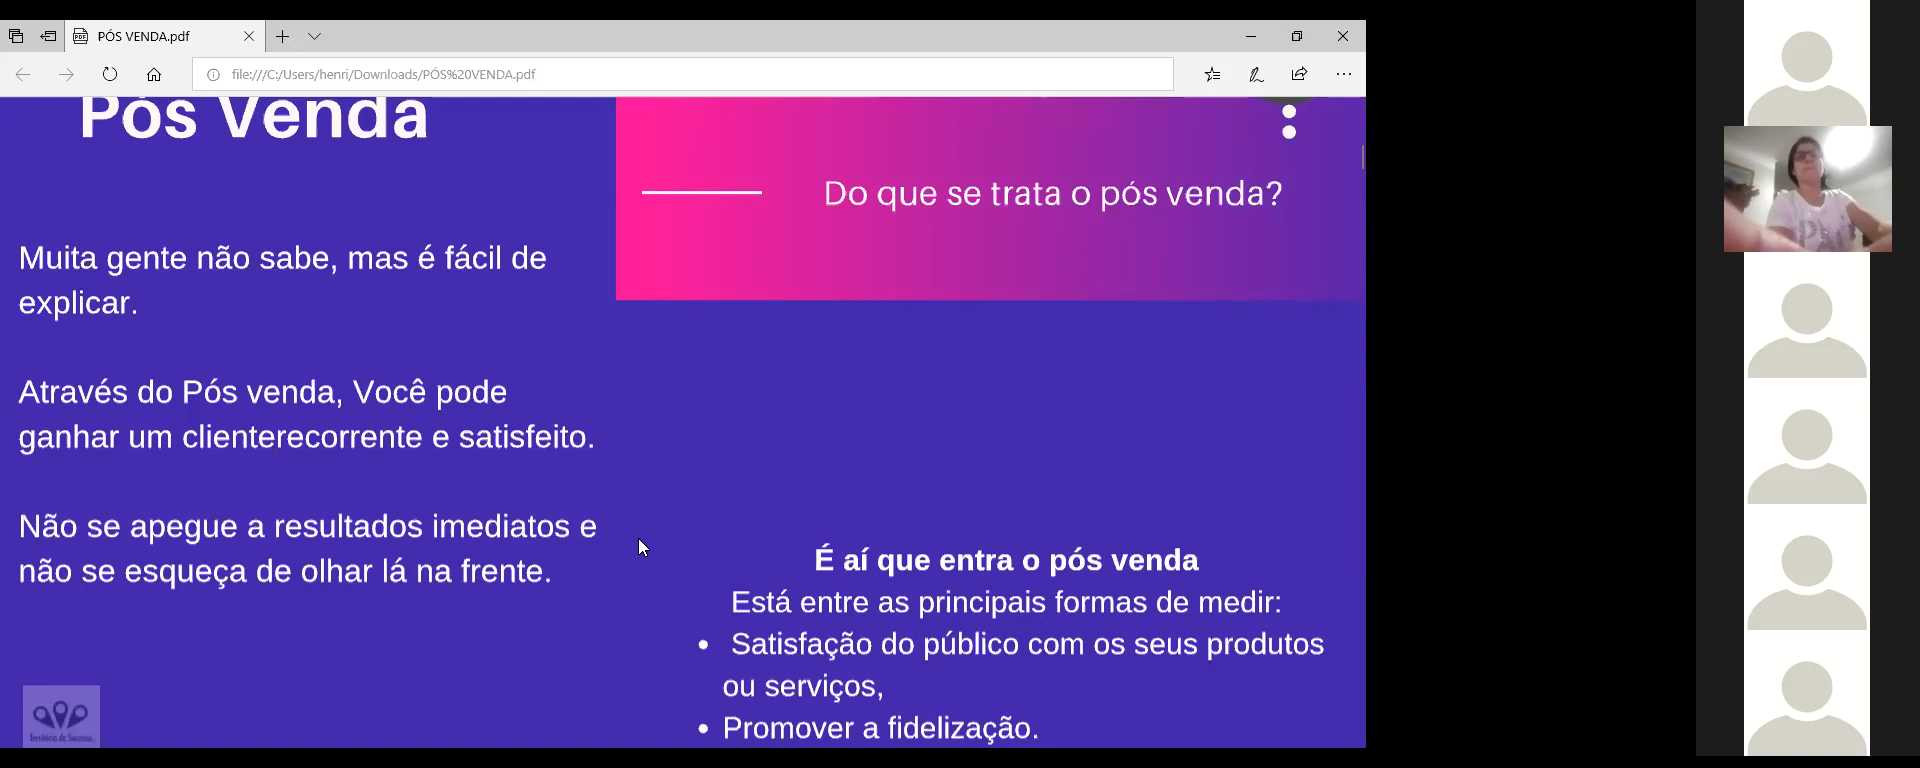 PÓS VENDA.pdf
file:///C:/Users/henri/Downloads/PÓS%20VENDA.pdf
Pós Venda
Do que se trata o pós venda?
Muita gente não sabe, mas é fácil de
explicar.
Através do Pós venda, Você pode
ganhar um clienterecorrente e satisfeito.
Não se apegue a resultados imediatos e
não se esqueça de olhar lá na frente.
É aí que entra o pós venda
Está entre as principais formas de medir:
• Satisfação do público com os seus produtos
ou serviços,
• Promover a fidelização.
Território do Sucesso